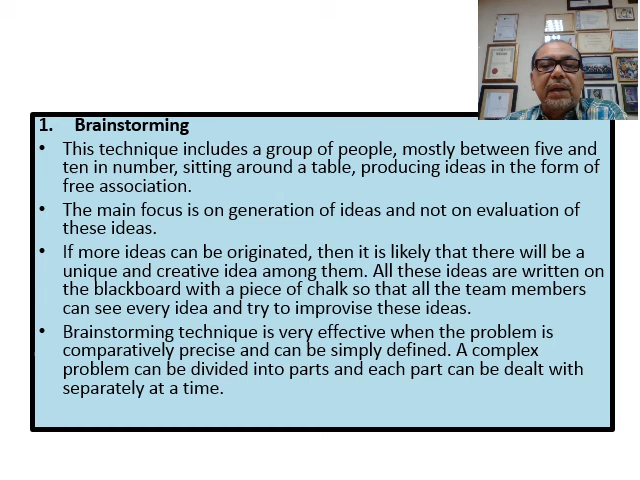 1. Brainstorming
• This technique includes a group of people, mostly between five and
ten in number, sitting around a table, producing ideas in the form of
free association.
• The main focus is on generation of ideas and not on evaluation of
these ideas.
• If more ideas can be originated, then it is likely that there will be a
unique and creative idea among them. All these ideas are written on
the blackboard with a piece of chalk so that all the team members
can see every idea and try to improvise these ideas.
• Brainstorming technique is very effective when the problem is
comparatively precise and can be simply defined. A complex
problem can be divided into parts and each part can be dealt with
separately at a time.